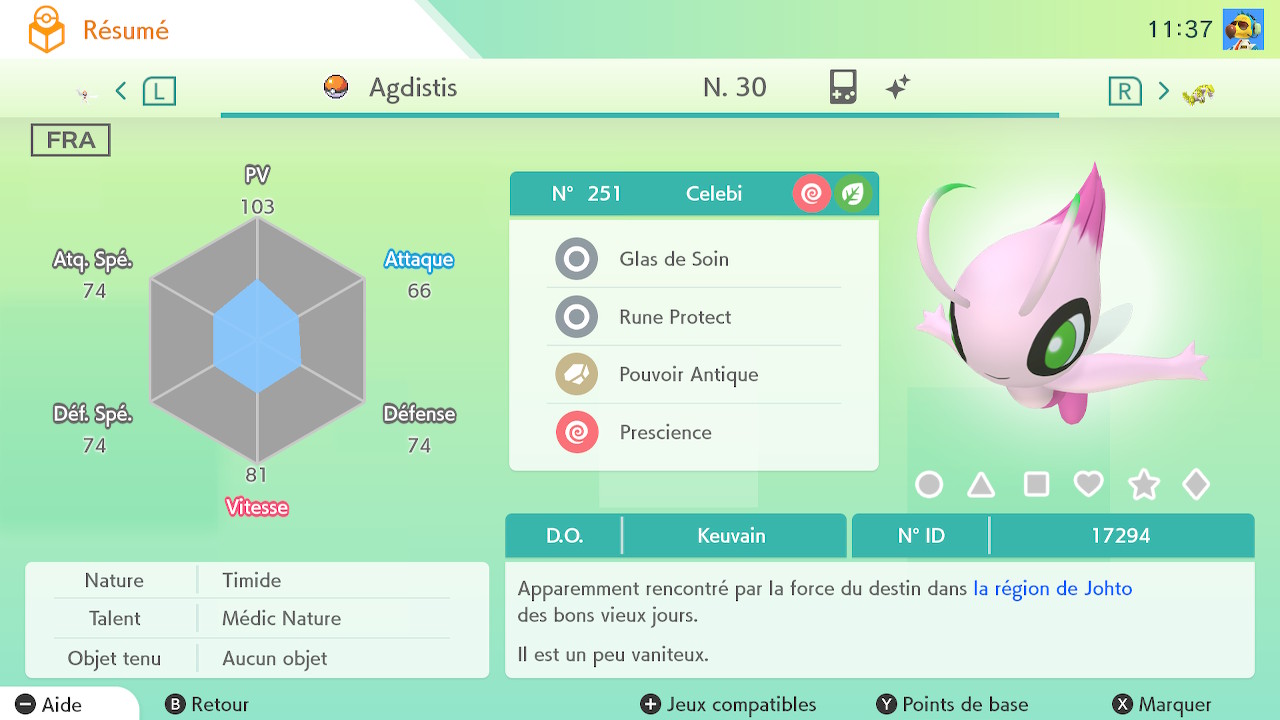 Résumé
11:37
L
Agdistis
N. 30
R
FRA
PV
103
Atq. Spé.
74
Attaque
66
Déf. Spé.
74
Défense
74
81
Vitesse
N° 251 Celebi
Glas de Soin
Rune Protect
Pouvoir Antique
Prescience
D.O. Keuvain
N° ID 17294
Nature Timide
Talent Médic Nature
Objet tenu Aucun objet
Apparemment rencontré par la force du destin dans la région de Johto
des bons vieux jours.
Il est un peu vaniteux.
Aide
B Retour
Jeux compatibles
Y Points de base
X Marquer